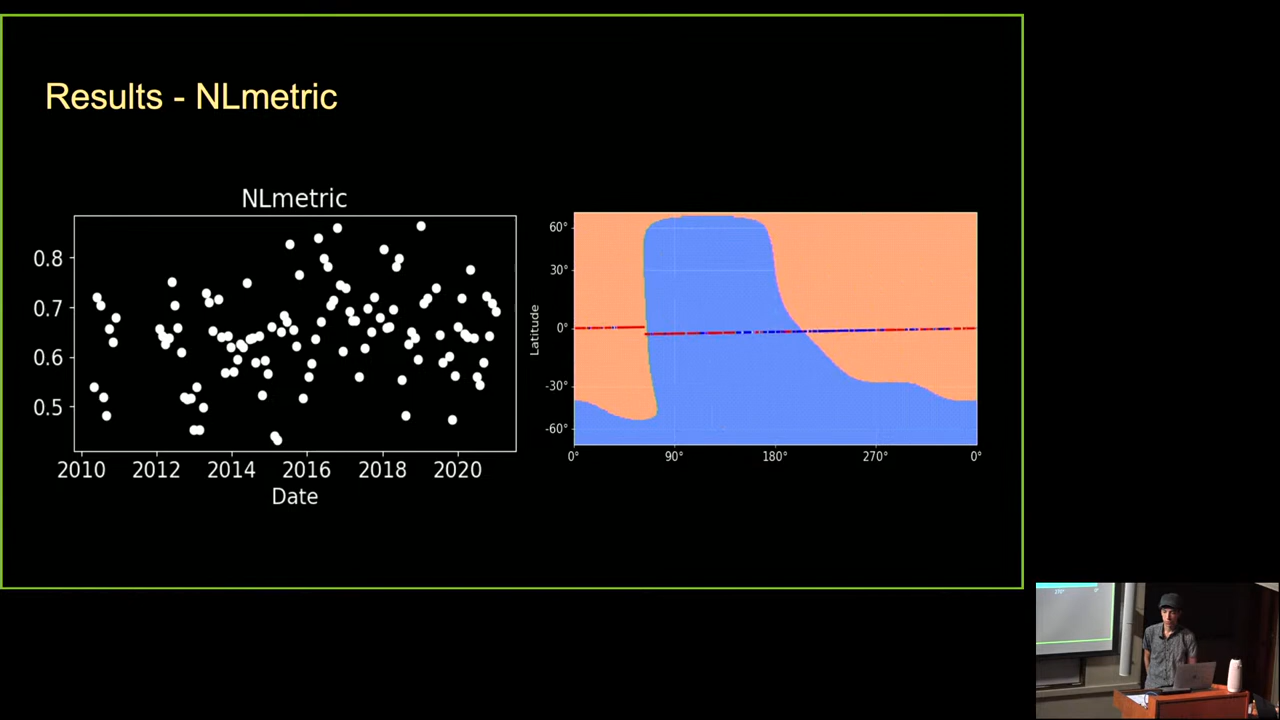 Results - NLmetric
NLmetric
0.8
0.7
0.6
0.5
2010 2012 2014 2016 2018 2020
Date
Latitude
60°
30°
0°
-30°
-60°
0° 90° 180° 270° 0°